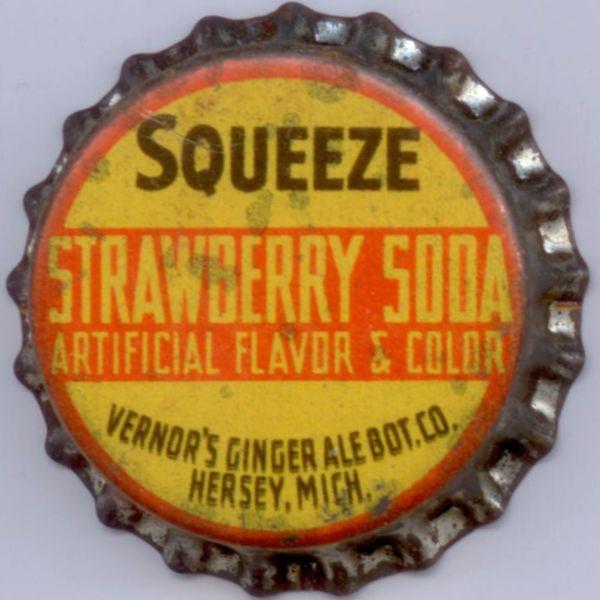 SQUEEZE
STRAWBERRY SODA
ARTIFICIAL FLAVOR & COLOR
VERNOR'S GINGER ALE BOT. CO.
HERSEY, MICH.